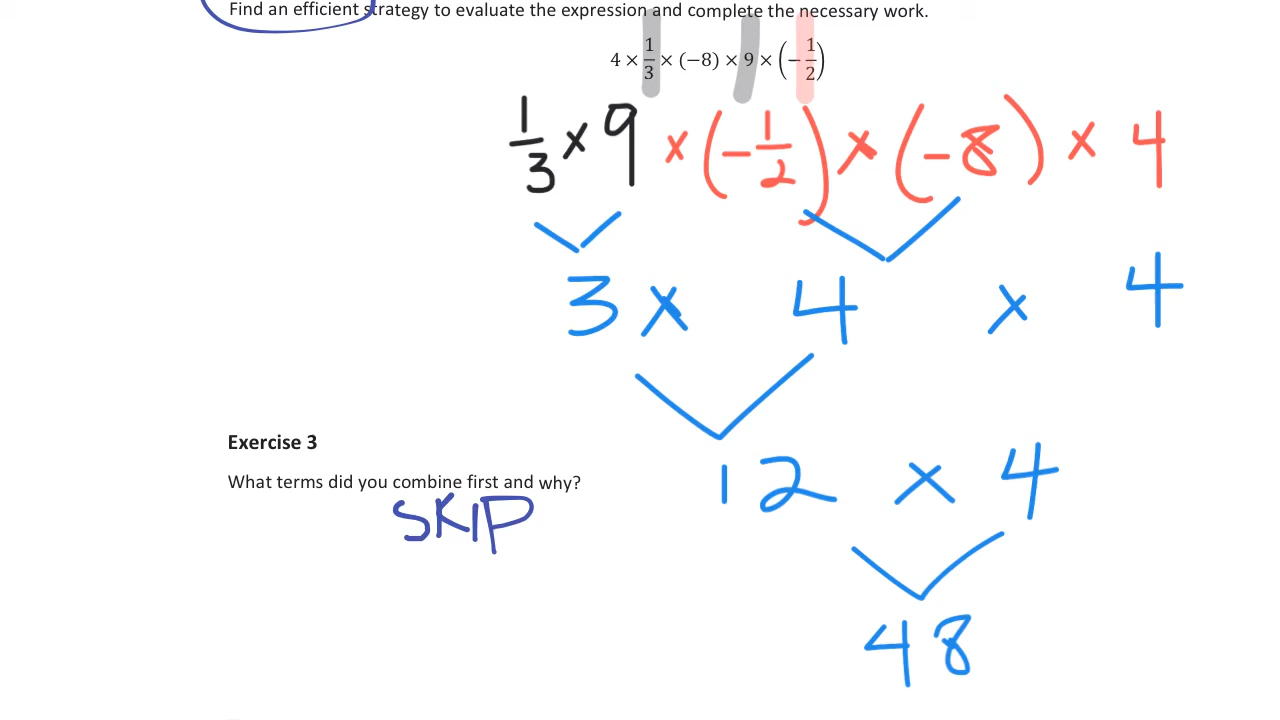 Find an efficient strategy to evaluate the expression and complete the necessary work.
4 × 1/3 × (−8) × 9 × (−1/2)
1/3 × 9 × (−1/2) × (−8) × 4
3 × 4 × 4
12 × 4
Exercise 3
What terms did you combine first and why?
SKIP
48